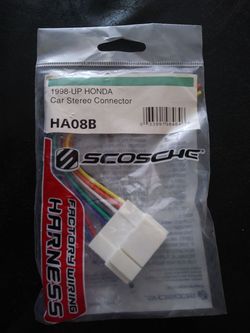 1998-UP HONDA
Car Stereo Connector
HA08B
SCOSCHE
FACTORY WIRING
HARNESS